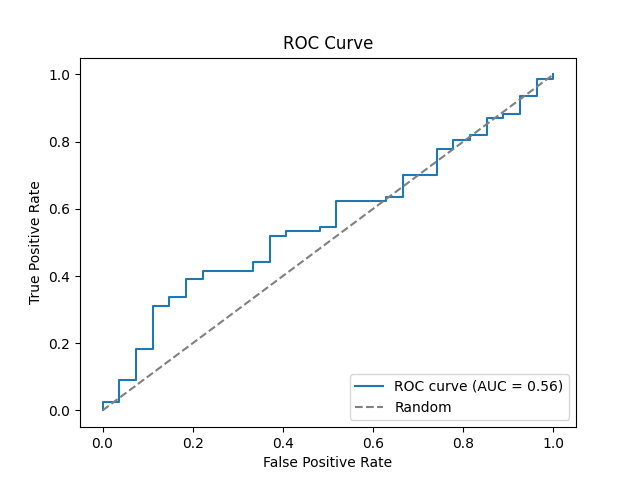 ROC Curve
True Positive Rate
1.0
0.8
0.6
0.4
0.2
0.0
ROC curve (AUC = 0.56)
Random
0.0 0.2 0.4 0.6 0.8 1.0
False Positive Rate